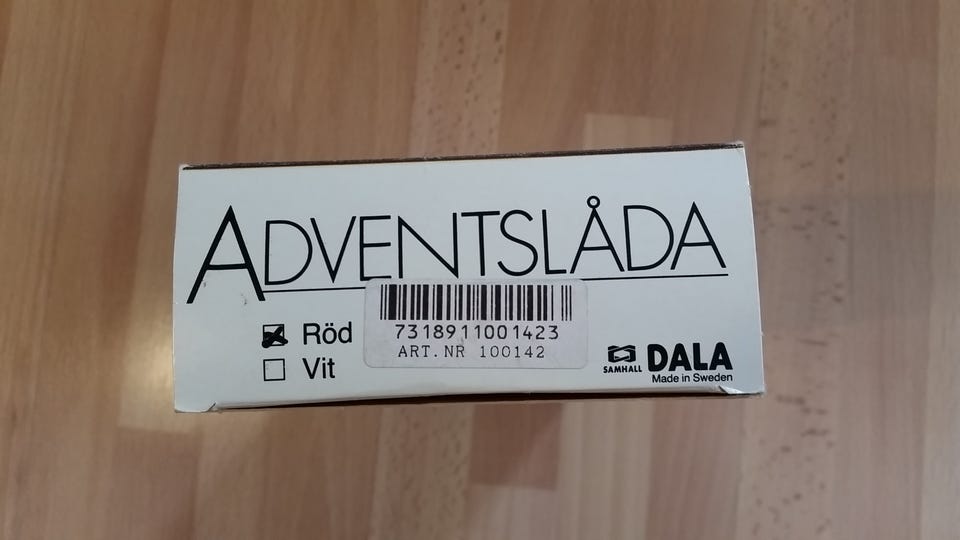 ADVENTSLÅDA
Röd
Vit
7318911001423
ART.NR 100142
SAMHALL DALA
Made in Sweden